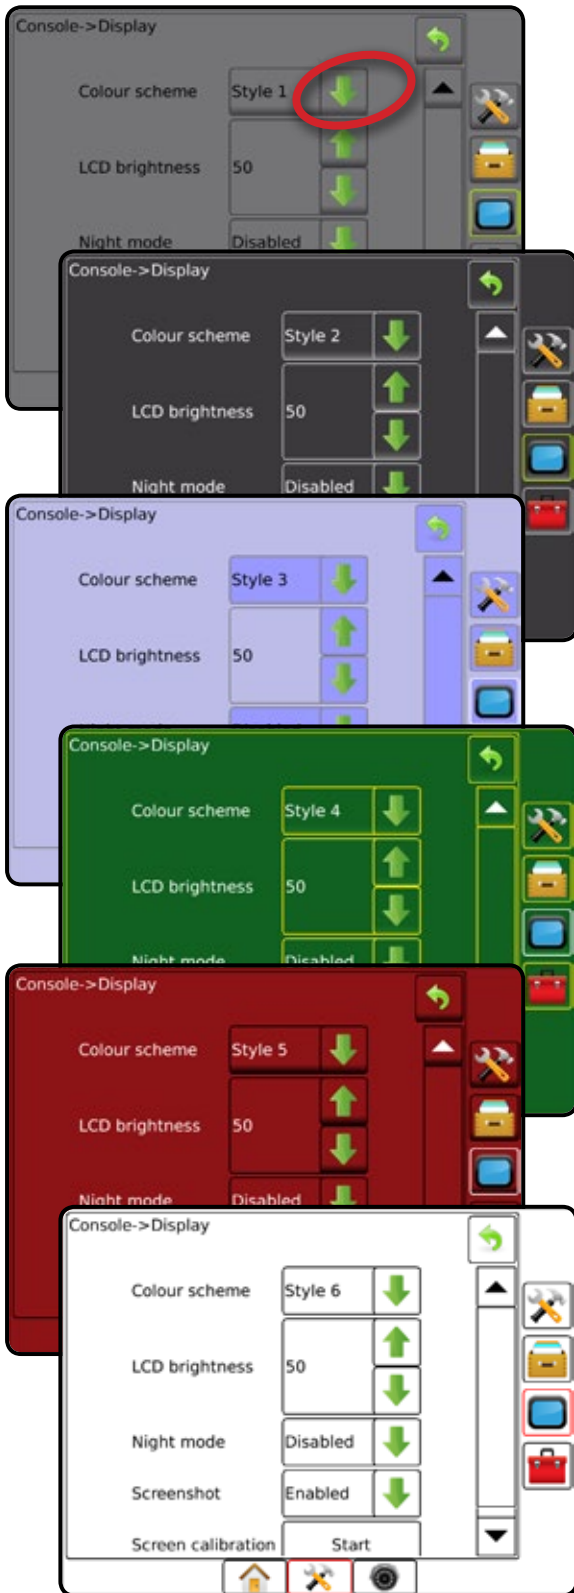 Console->Display
Colour scheme Style 1
LCD brightness 50
Night mode Disabled
Console->Display
Colour scheme Style 2
LCD brightness 50
Night mode Disabled
Console->Display
Colour scheme Style 3
LCD brightness 50
Console->Display
Colour scheme Style 4
LCD brightness 50
Night mode Disabled
Console->Display
Colour scheme Style 5
LCD brightness 50
Night mode Disabled
Console->Display
Colour scheme Style 6
LCD brightness 50
Night mode Disabled
Screenshot Enabled
Screen calibration Start